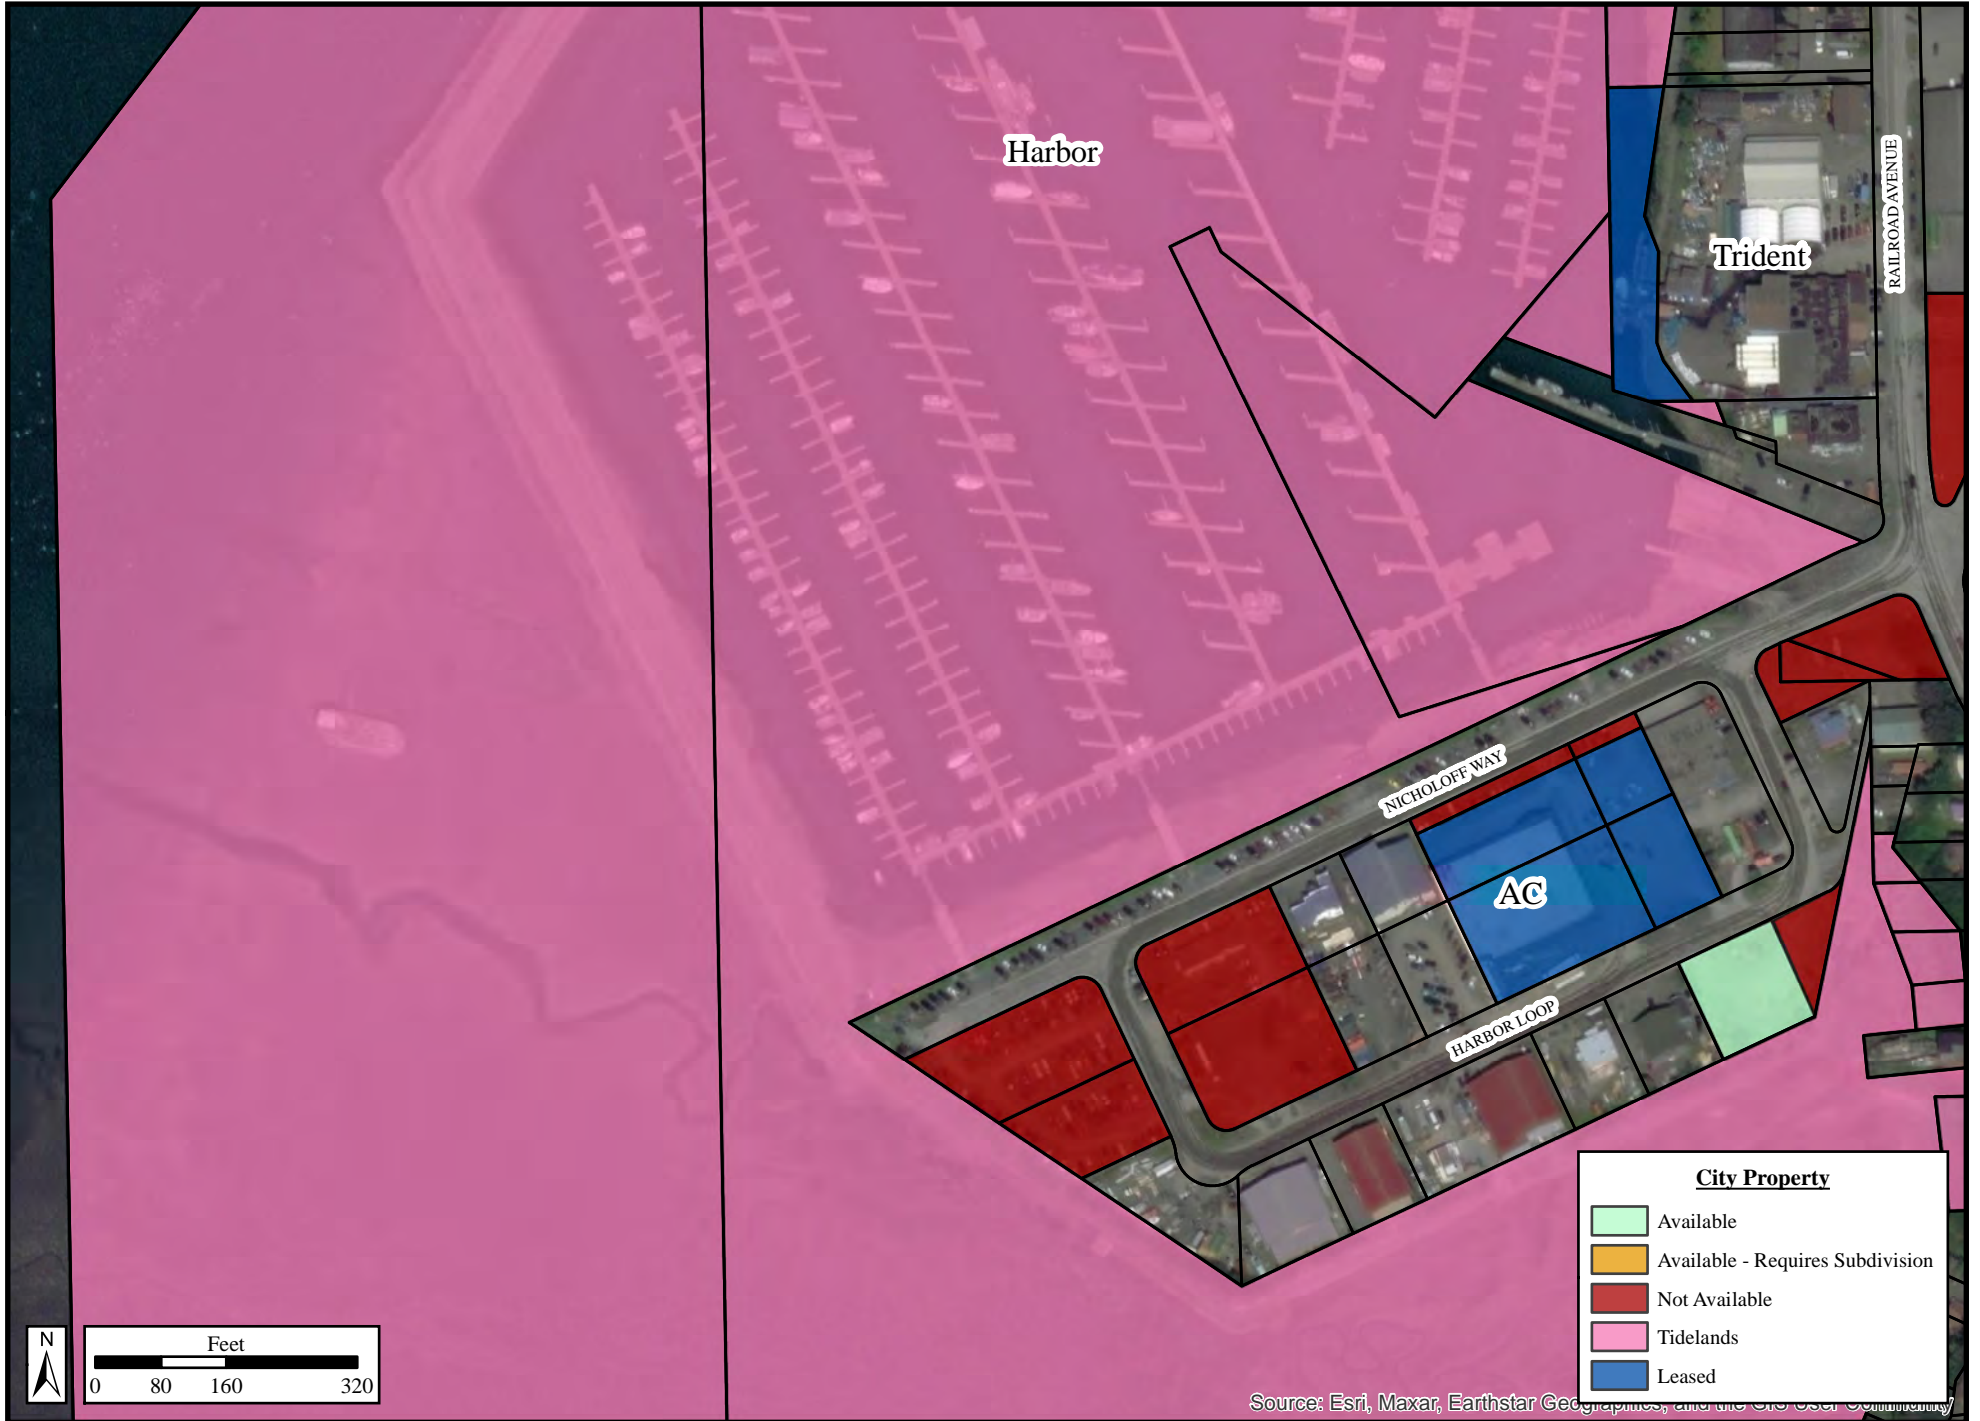 Harbor
Trident
RAILROAD AVENUE
NICHOLOFF WAY
AC
HARBOR LOOP
City Property
Available
Available - Requires Subdivision
Not Available
Tidelands
Leased
N
Feet
0 80 160 320
Source: Esri, Maxar, Earthstar Geographics, and the GIS User Community